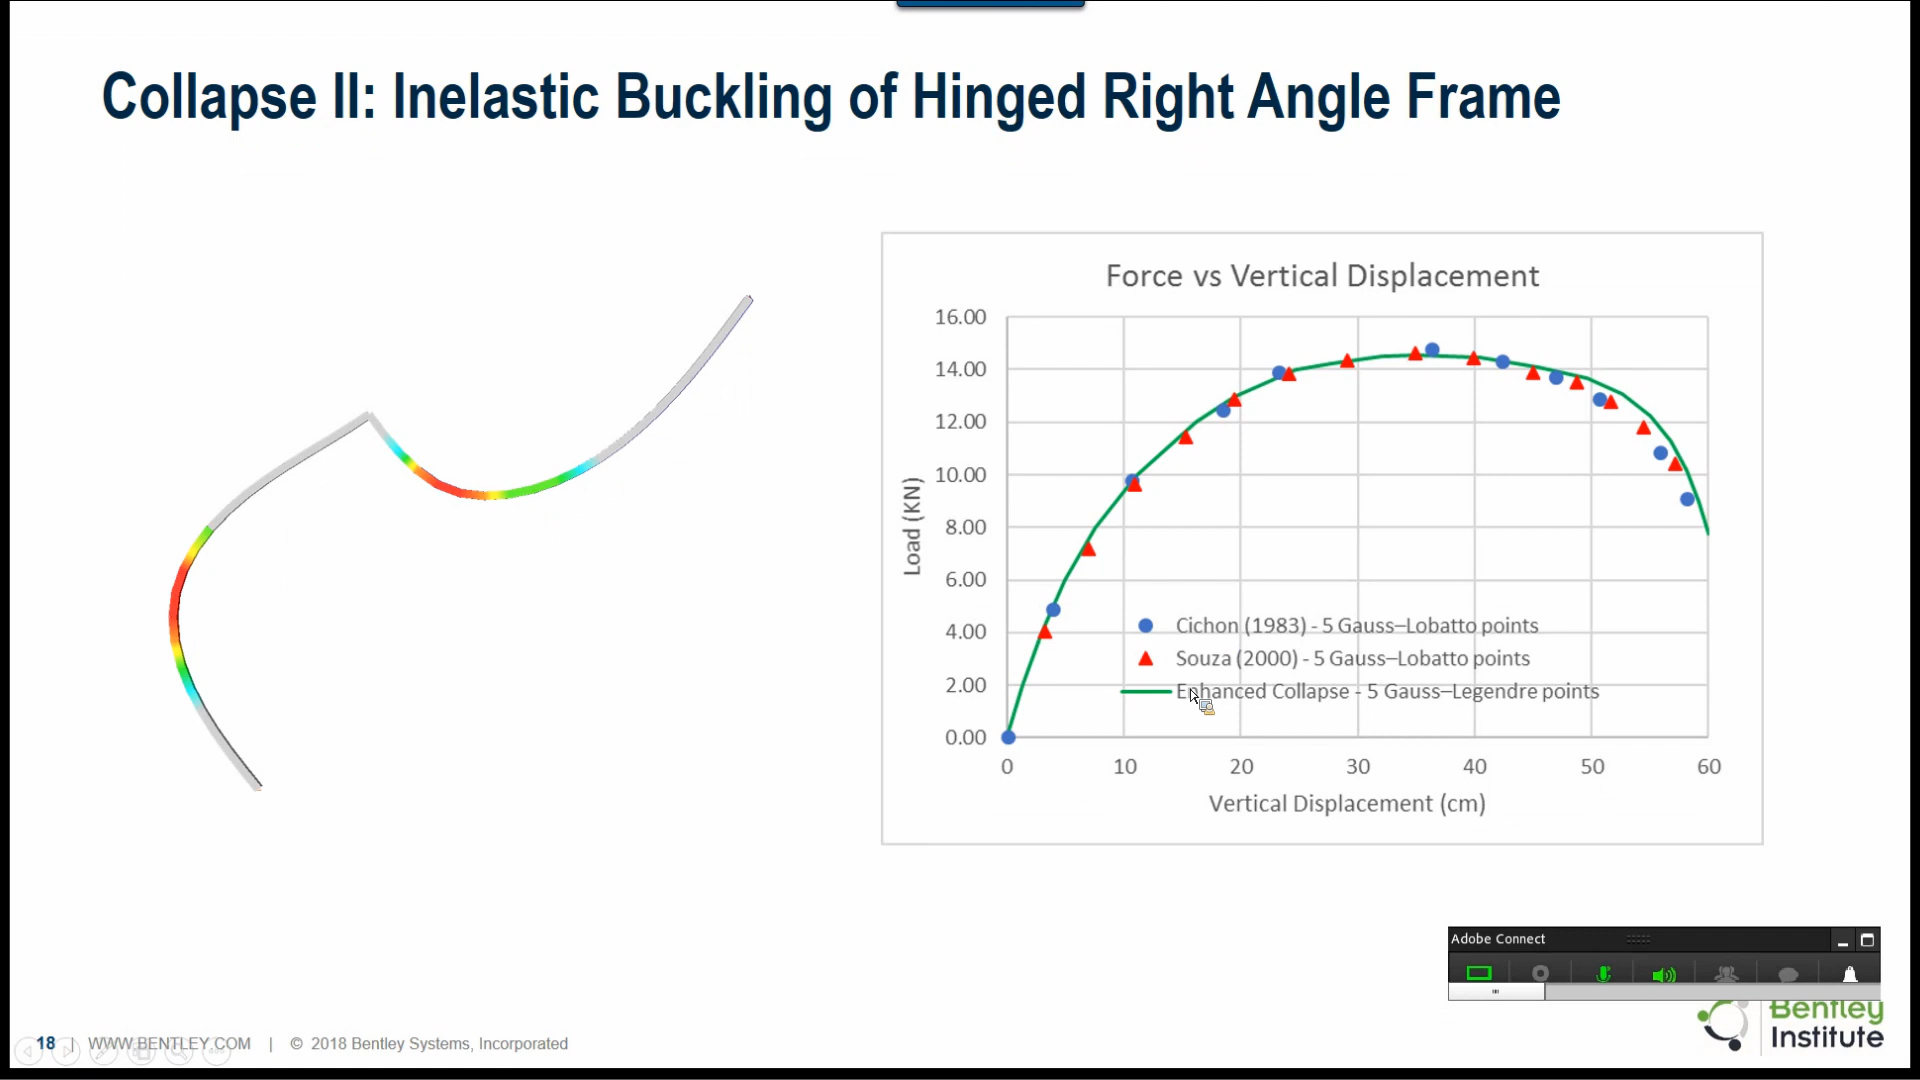 Collapse II: Inelastic Buckling of Hinged Right Angle Frame
Force vs Vertical Displacement
16.00
14.00
12.00
10.00
8.00
6.00
4.00
2.00
0.00
Load (KN)
Cichon (1983) - 5 Gauss–Lobatto points
Souza (2000) - 5 Gauss–Lobatto points
Enhanced Collapse - 5 Gauss–Legendre points
0 10 20 30 40 50 60
Vertical Displacement (cm)
Adobe Connect
Bentley
Institute
18 | WWW.BENTLEY.COM | © 2018 Bentley Systems, Incorporated